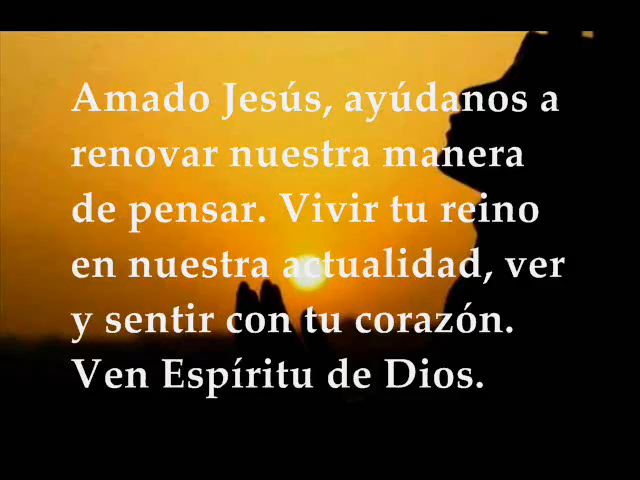 Amado Jesús, ayúdanos a
renovar nuestra manera
de pensar. Vivir tu reino
en nuestra actualidad, ver
y sentir con tu corazón.
Ven Espíritu de Dios.